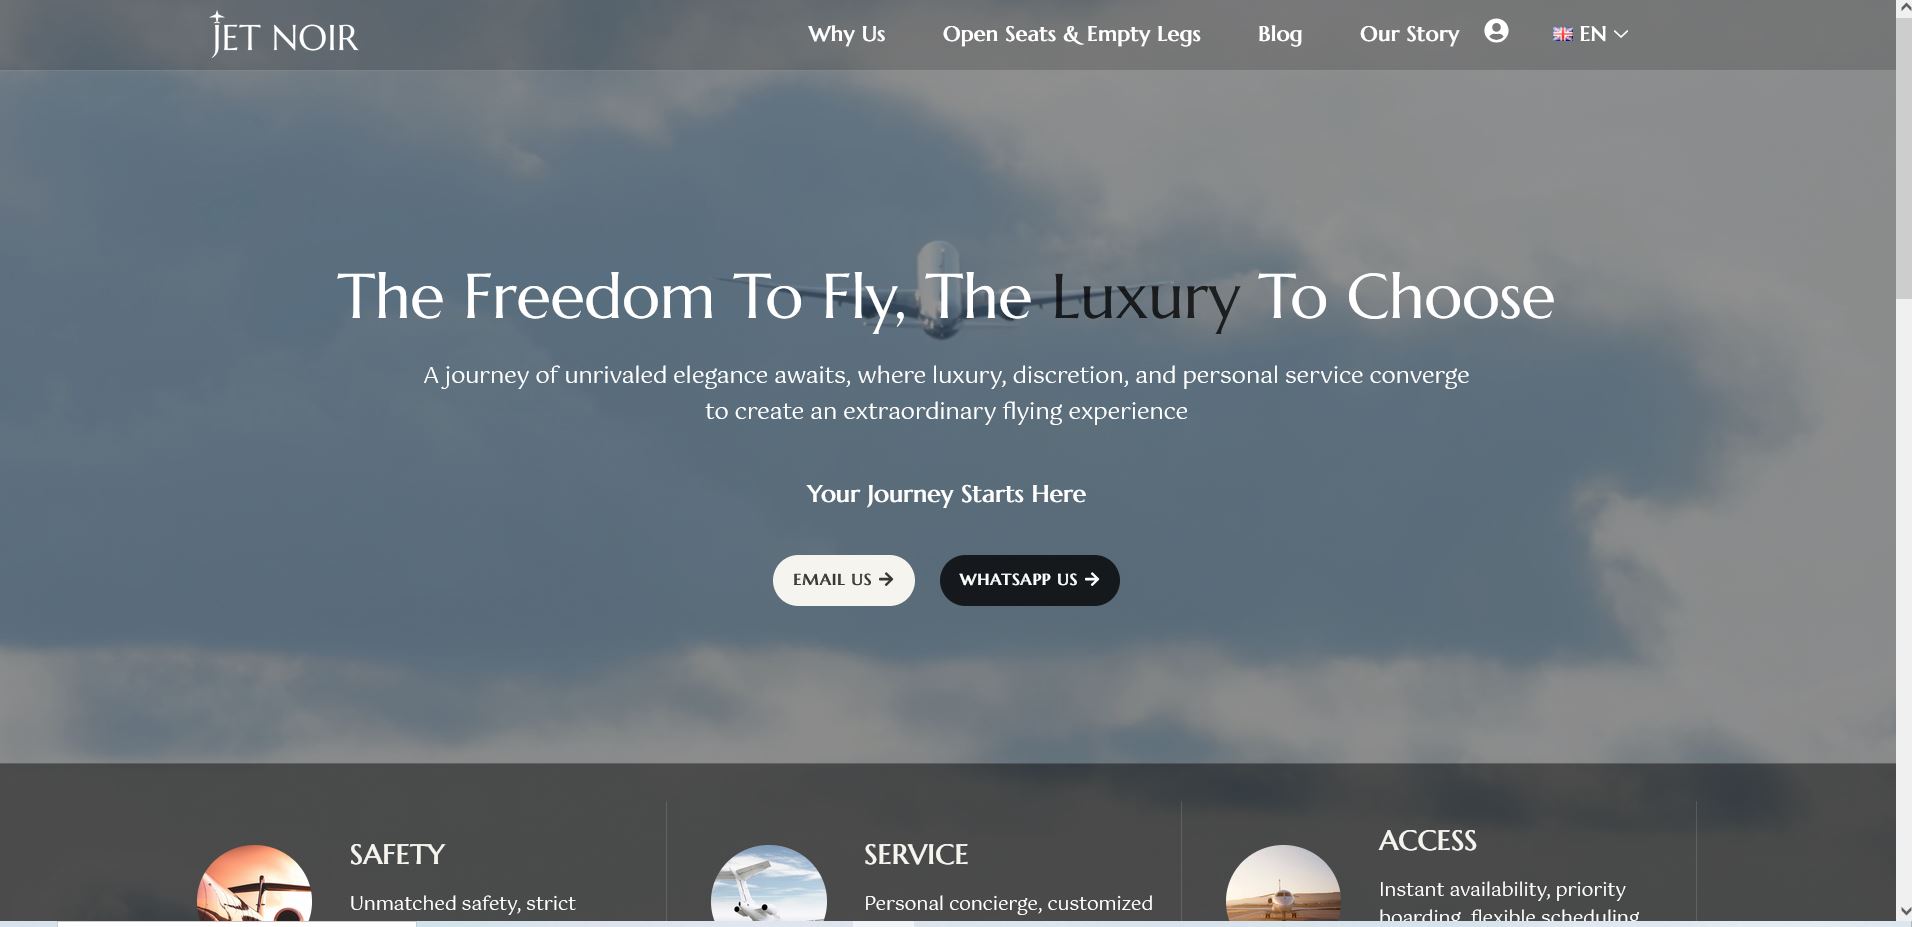 JET NOIR
Why Us
Open Seats & Empty Legs
Blog
Our Story
EN
The Freedom To Fly, The Luxury To Choose
A journey of unrivaled elegance awaits, where luxury, discretion, and personal service converge
to create an extraordinary flying experience
Your Journey Starts Here
EMAIL US
WHATSAPP US
SAFETY
Unmatched safety, strict
SERVICE
Personal concierge, customized
ACCESS
Instant availability, priority
boarding, flexible scheduling